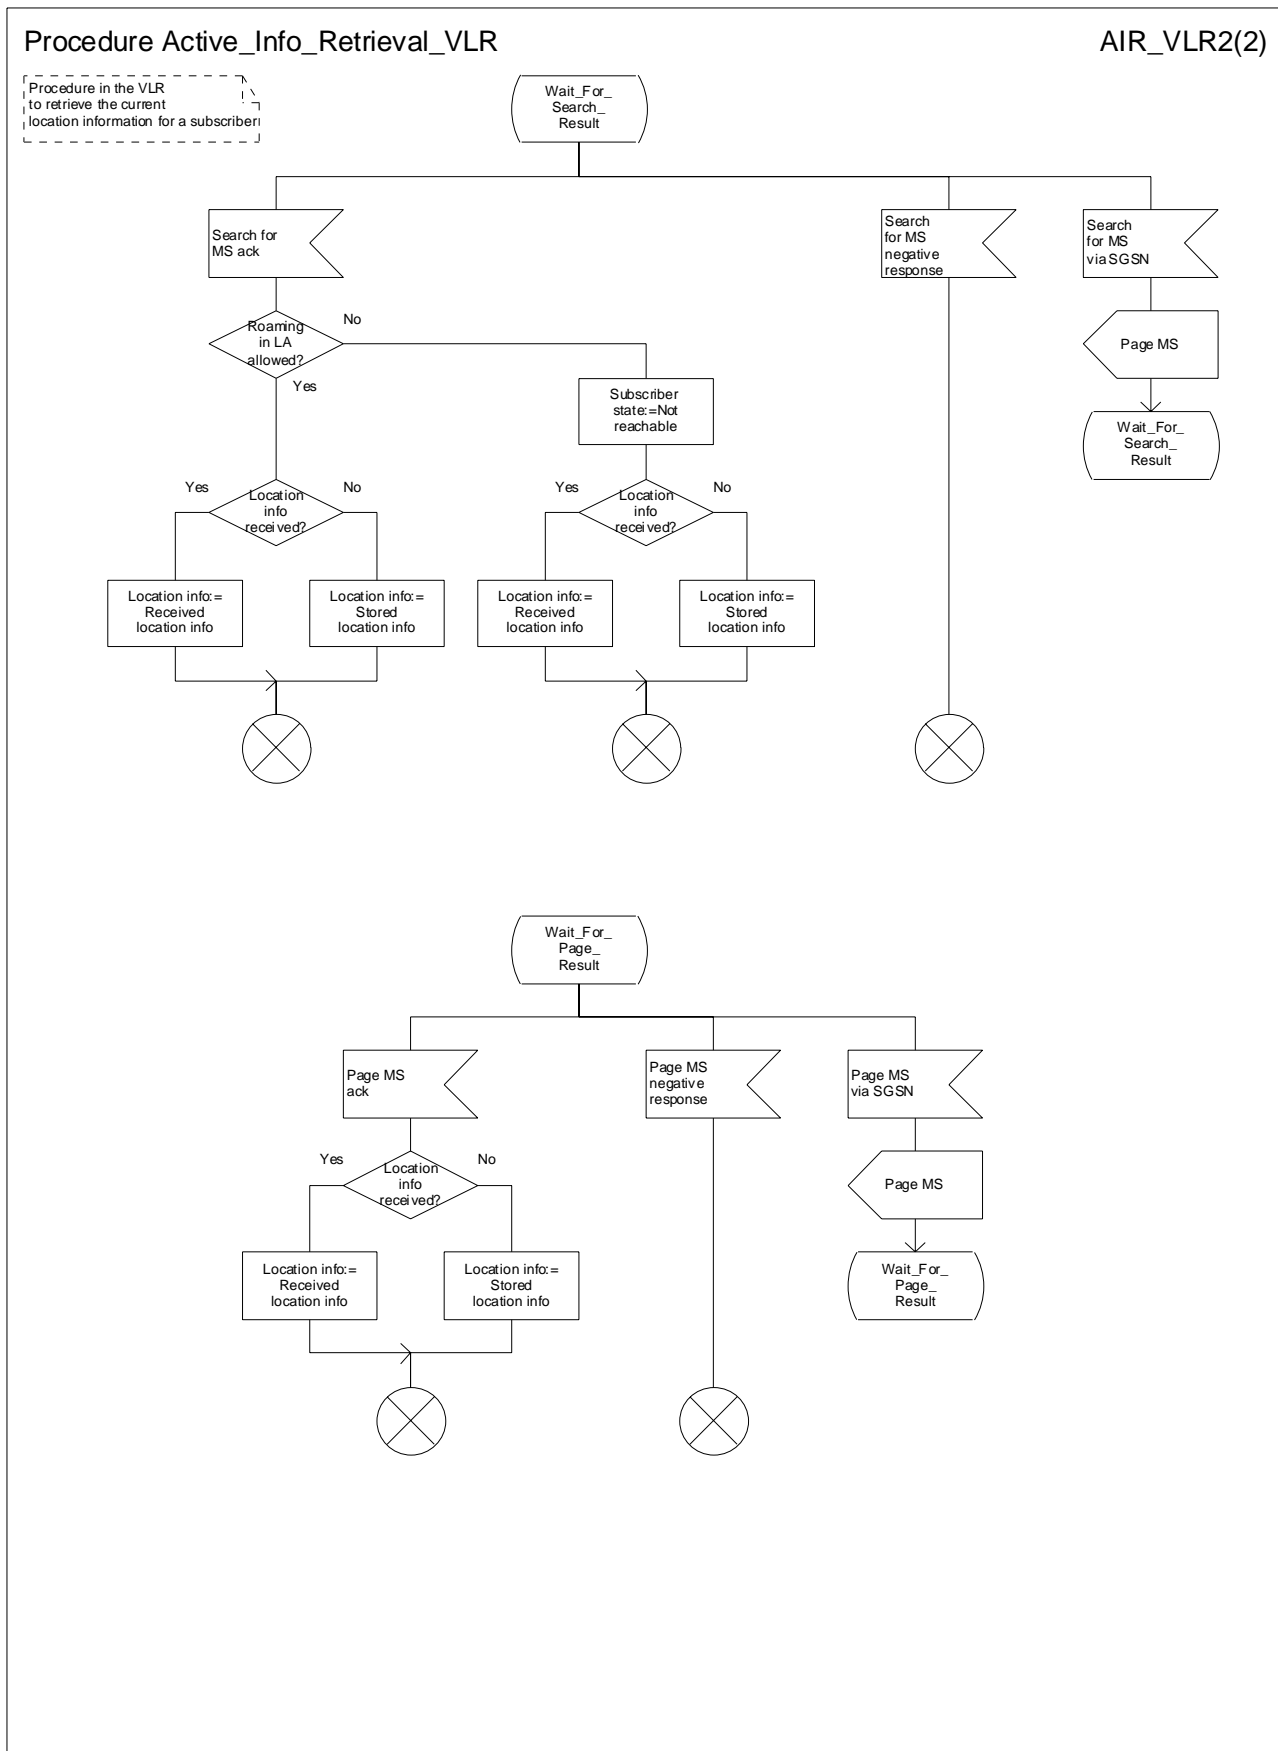 Procedure Active_Info_Retrieval_VLR
AIR_VLR2(2)
Procedure in the VLR
to retrieve the current
location information for a subscriber
Wait_For_
Search_
Result
Search for
MS ack
Search
for MS
negative
response
Search
for MS
via SGSN
Roaming
in LA
allowed?
No
Yes
Page MS
Subscriber
state:=Not
reachable
Wait_For_
Search_
Result
Yes
Location
info
received?
No
Yes
Location
info
received?
No
Location info:=
Received
location info
Location info:=
Stored
location info
Location info:=
Received
location info
Location info:=
Stored
location info
Wait_For_
Page_
Result
Page MS
ack
Page MS
negative
response
Page MS
via SGSN
Yes
Location
info
received?
No
Page MS
Location info:=
Received
location info
Location info:=
Stored
location info
Wait_For_
Page_
Result